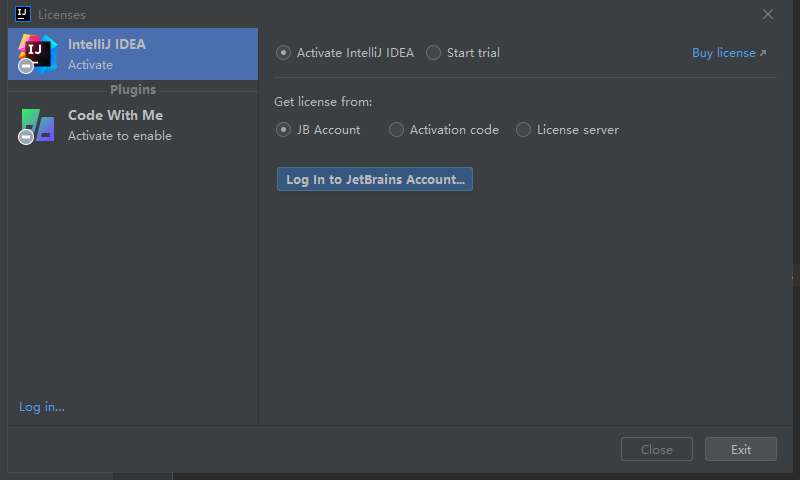 Licenses
IntelliJ IDEA
Activate
Plugins
Code With Me
Activate to enable
Log in...
Activate IntelliJ IDEA Start trial Buy license
Get license from:
JB Account Activation code License server
Log In to JetBrains Account...
Close Exit